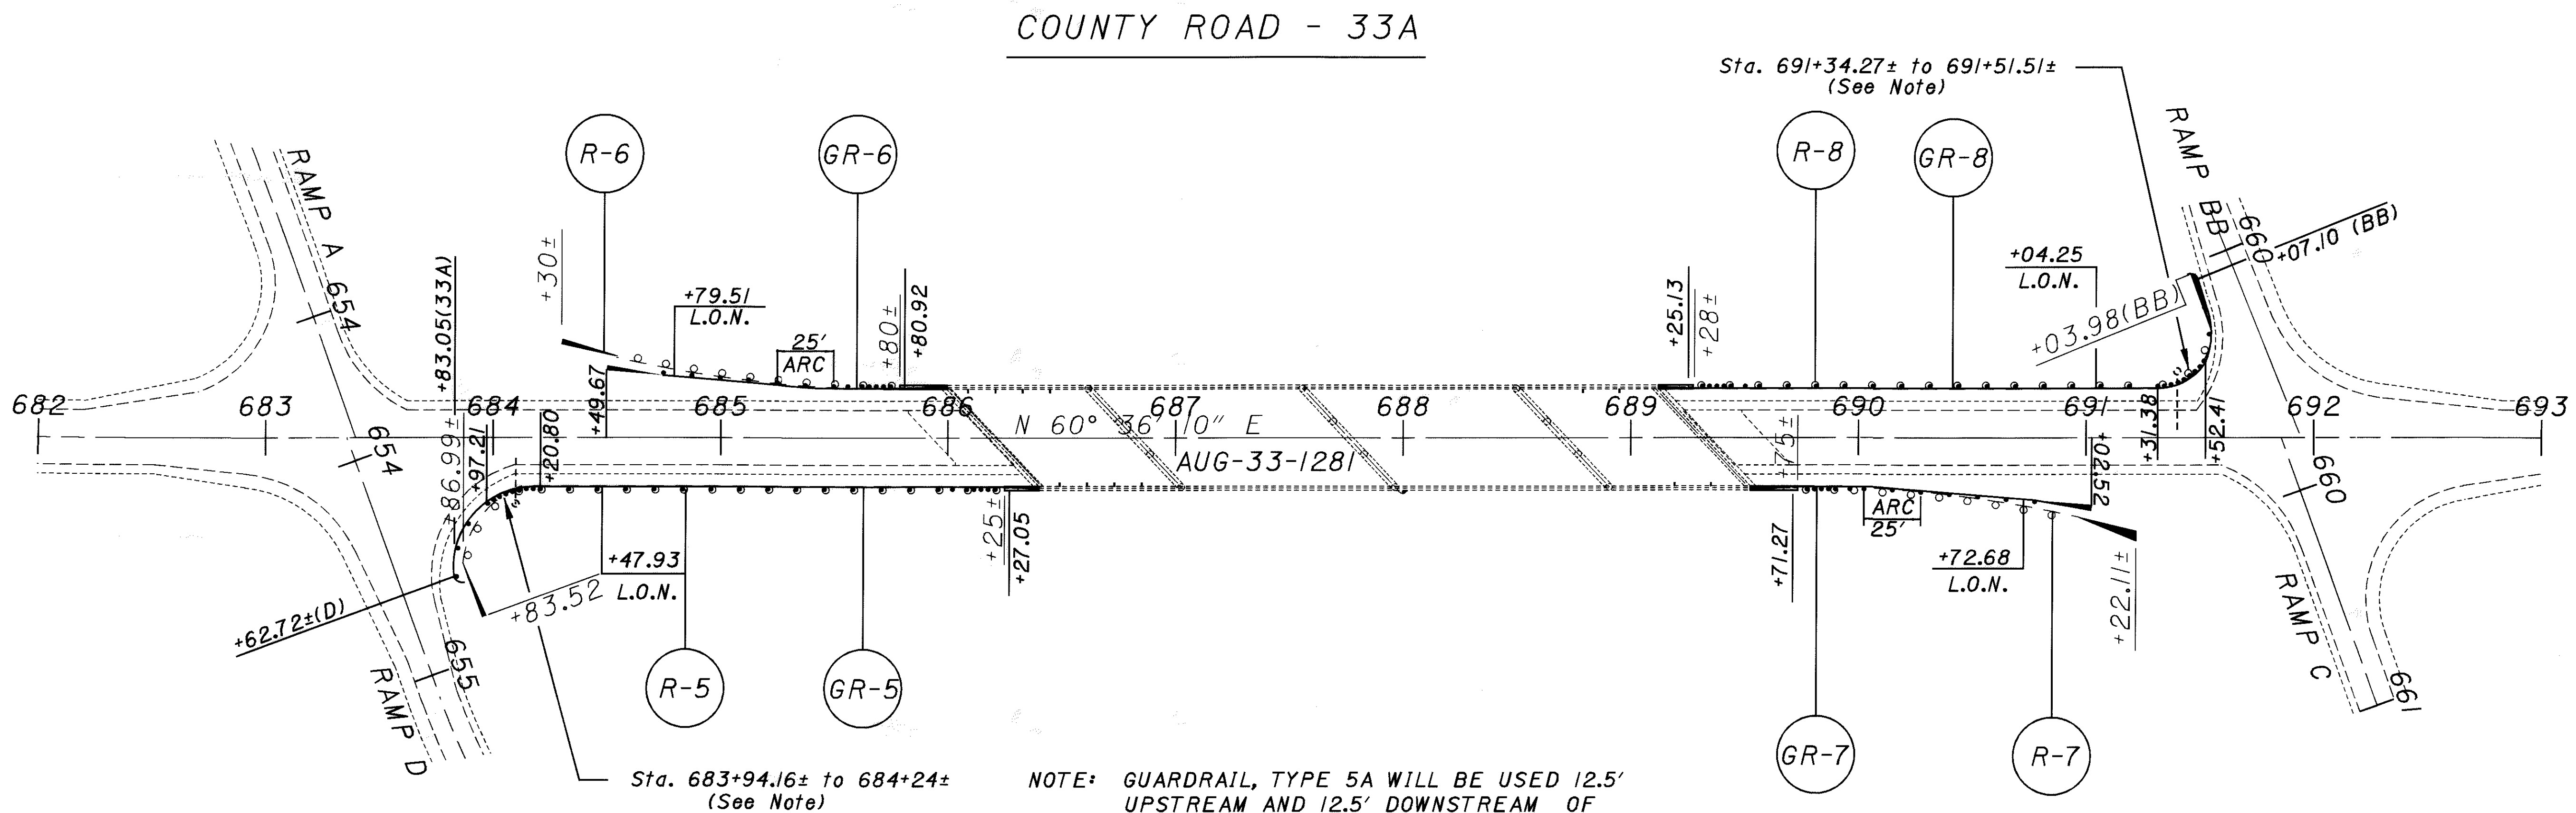 COUNTY ROAD - 33A
Sta. 691+34.27± to 691+51.51±
(See Note)
R-6
GR-6
R-8
GR-8
RAMP A
RAMP BB
RAMP BB
654
660
+07.10 (BB)
+83.05(33A)
+30±
+79.51
L.O.N.
25'
ARC
+80±
+80.92
+25.13
+28±
+04.25
L.O.N.
+03.98(BB)
+49.67
682
683
684
685
686
687
688
689
690
691
692
693
N 60° 36' 10" E
AUG-33-1281
654
+86.99±
+97.21
+20.80
+75±
+02.52
+31.38
+52.41
660
+62.72±(D)
+83.52
+47.93
L.O.N.
+25±
+27.05
+71.27
ARC
25'
+72.68
L.O.N.
+22.11±
RAMP C
661
655
RAMP D
R-5
GR-5
GR-7
R-7
Sta. 683+94.16± to 684+24±
(See Note)
NOTE: GUARDRAIL, TYPE 5A WILL BE USED 12.5'
UPSTREAM AND 12.5' DOWNSTREAM OF